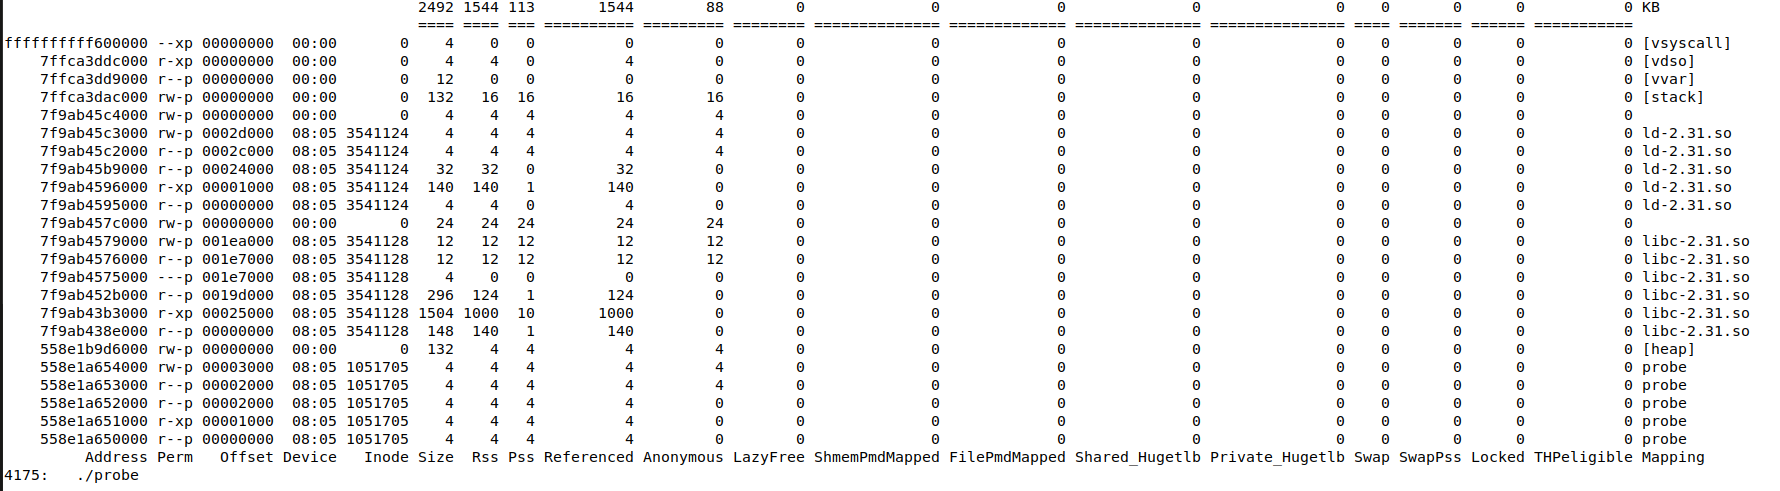 2492 1544 113 1544 88 0 0 0 0 0 0 0 0 0 KB
==== ==== === ========== ========= ======== ============== ============= ============== =============== ==== ======= ====== ===========
ffffffffff600000 --xp 00000000 00:00 0 4 0 0 0 0 0 0 0 0 0 0 0 0 0 [vsyscall]
7ffca3ddc000 r-xp 00000000 00:00 0 4 4 0 4 0 0 0 0 0 0 0 0 0 0 [vdso]
7ffca3dd9000 r--p 00000000 00:00 0 12 0 0 0 0 0 0 0 0 0 0 0 0 0 [vvar]
7ffca3dac000 rw-p 00000000 00:00 0 132 16 16 16 16 0 0 0 0 0 0 0 0 0 [stack]
7f9ab45c4000 rw-p 00000000 00:00 0 4 4 4 4 4 0 0 0 0 0 0 0 0 0
7f9ab45c3000 rw-p 0002d000 08:05 3541124 4 4 4 4 4 0 0 0 0 0 0 0 0 0 ld-2.31.so
7f9ab45c2000 r--p 0002c000 08:05 3541124 4 4 4 4 4 0 0 0 0 0 0 0 0 0 ld-2.31.so
7f9ab45b9000 r--p 00024000 08:05 3541124 32 32 0 32 0 0 0 0 0 0 0 0 0 0 ld-2.31.so
7f9ab4596000 r-xp 00001000 08:05 3541124 140 140 1 140 0 0 0 0 0 0 0 0 0 0 ld-2.31.so
7f9ab4595000 r--p 00000000 08:05 3541124 4 4 0 4 0 0 0 0 0 0 0 0 0 0 ld-2.31.so
7f9ab457c000 rw-p 00000000 00:00 0 24 24 24 24 24 0 0 0 0 0 0 0 0 0
7f9ab4579000 rw-p 001ea000 08:05 3541128 12 12 12 12 12 0 0 0 0 0 0 0 0 0 libc-2.31.so
7f9ab4576000 r--p 001e7000 08:05 3541128 12 12 12 12 12 0 0 0 0 0 0 0 0 0 libc-2.31.so
7f9ab4575000 ---p 001e7000 08:05 3541128 4 0 0 0 0 0 0 0 0 0 0 0 0 0 libc-2.31.so
7f9ab452b000 r--p 0019d000 08:05 3541128 296 124 1 124 0 0 0 0 0 0 0 0 0 0 libc-2.31.so
7f9ab43b3000 r-xp 00025000 08:05 3541128 1504 1000 10 1000 0 0 0 0 0 0 0 0 0 0 libc-2.31.so
7f9ab438e000 r--p 00000000 08:05 3541128 148 140 1 140 0 0 0 0 0 0 0 0 0 0 libc-2.31.so
558e1b9d6000 rw-p 00000000 00:00 0 132 4 4 4 4 0 0 0 0 0 0 0 0 0 [heap]
558e1a654000 rw-p 00003000 08:05 1051705 4 4 4 4 4 0 0 0 0 0 0 0 0 0 probe
558e1a653000 r--p 00002000 08:05 1051705 4 4 4 4 4 0 0 0 0 0 0 0 0 0 probe
558e1a652000 r--p 00002000 08:05 1051705 4 4 4 4 0 0 0 0 0 0 0 0 0 0 probe
558e1a651000 r-xp 00001000 08:05 1051705 4 4 4 4 0 0 0 0 0 0 0 0 0 0 probe
558e1a650000 r--p 00000000 08:05 1051705 4 4 4 4 0 0 0 0 0 0 0 0 0 0 probe
Address Perm Offset Device Inode Size Rss Pss Referenced Anonymous LazyFree ShmemPmdMapped FilePmdMapped Shared_Hugetlb Private_Hugetlb Swap SwapPss Locked THPeligible Mapping
4175: ./probe